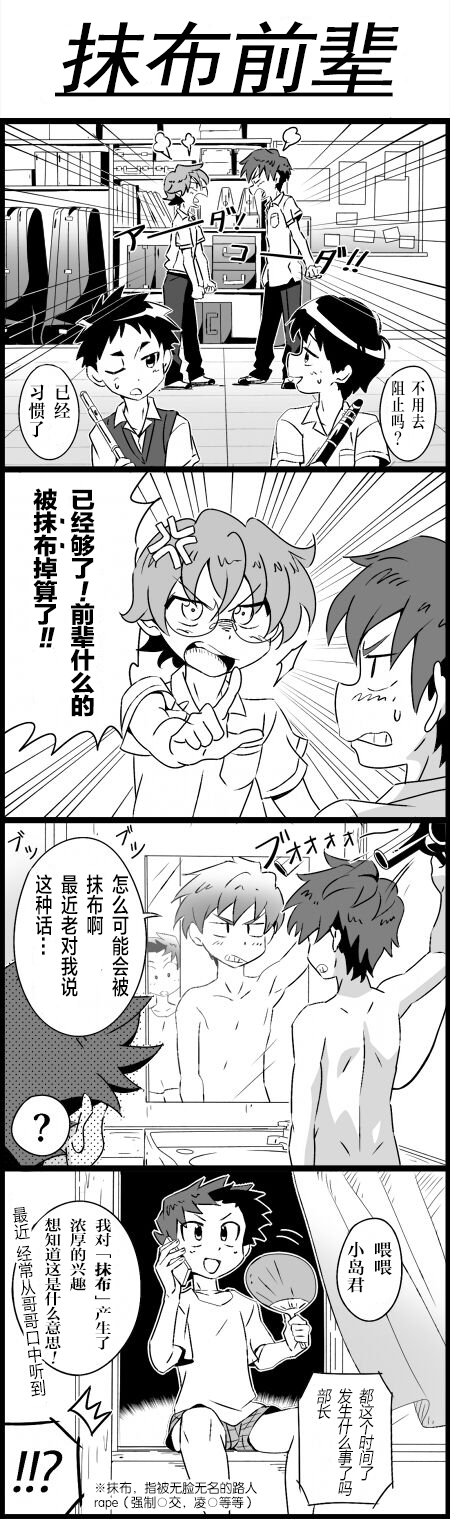 抹布前辈
アーダ!
コーダ!!
不用去
阻止吗？
已经
习惯了
已经够了！前辈什么的
被抹布掉算了!!
ブォオオオ
ブッ
ブッ
怎么可能会被
抹布啊
最近老对我说
这种话…
?
喂喂
小岛君
我对「抹布」产生了
浓厚的兴趣
想知道这是什么意思！
最近 经常从哥哥口中听到
都这个时间了
发生什么事了吗
部长
!!?
※抹布，指被无脸无名的路人
rape（强制○交，凌○等等）